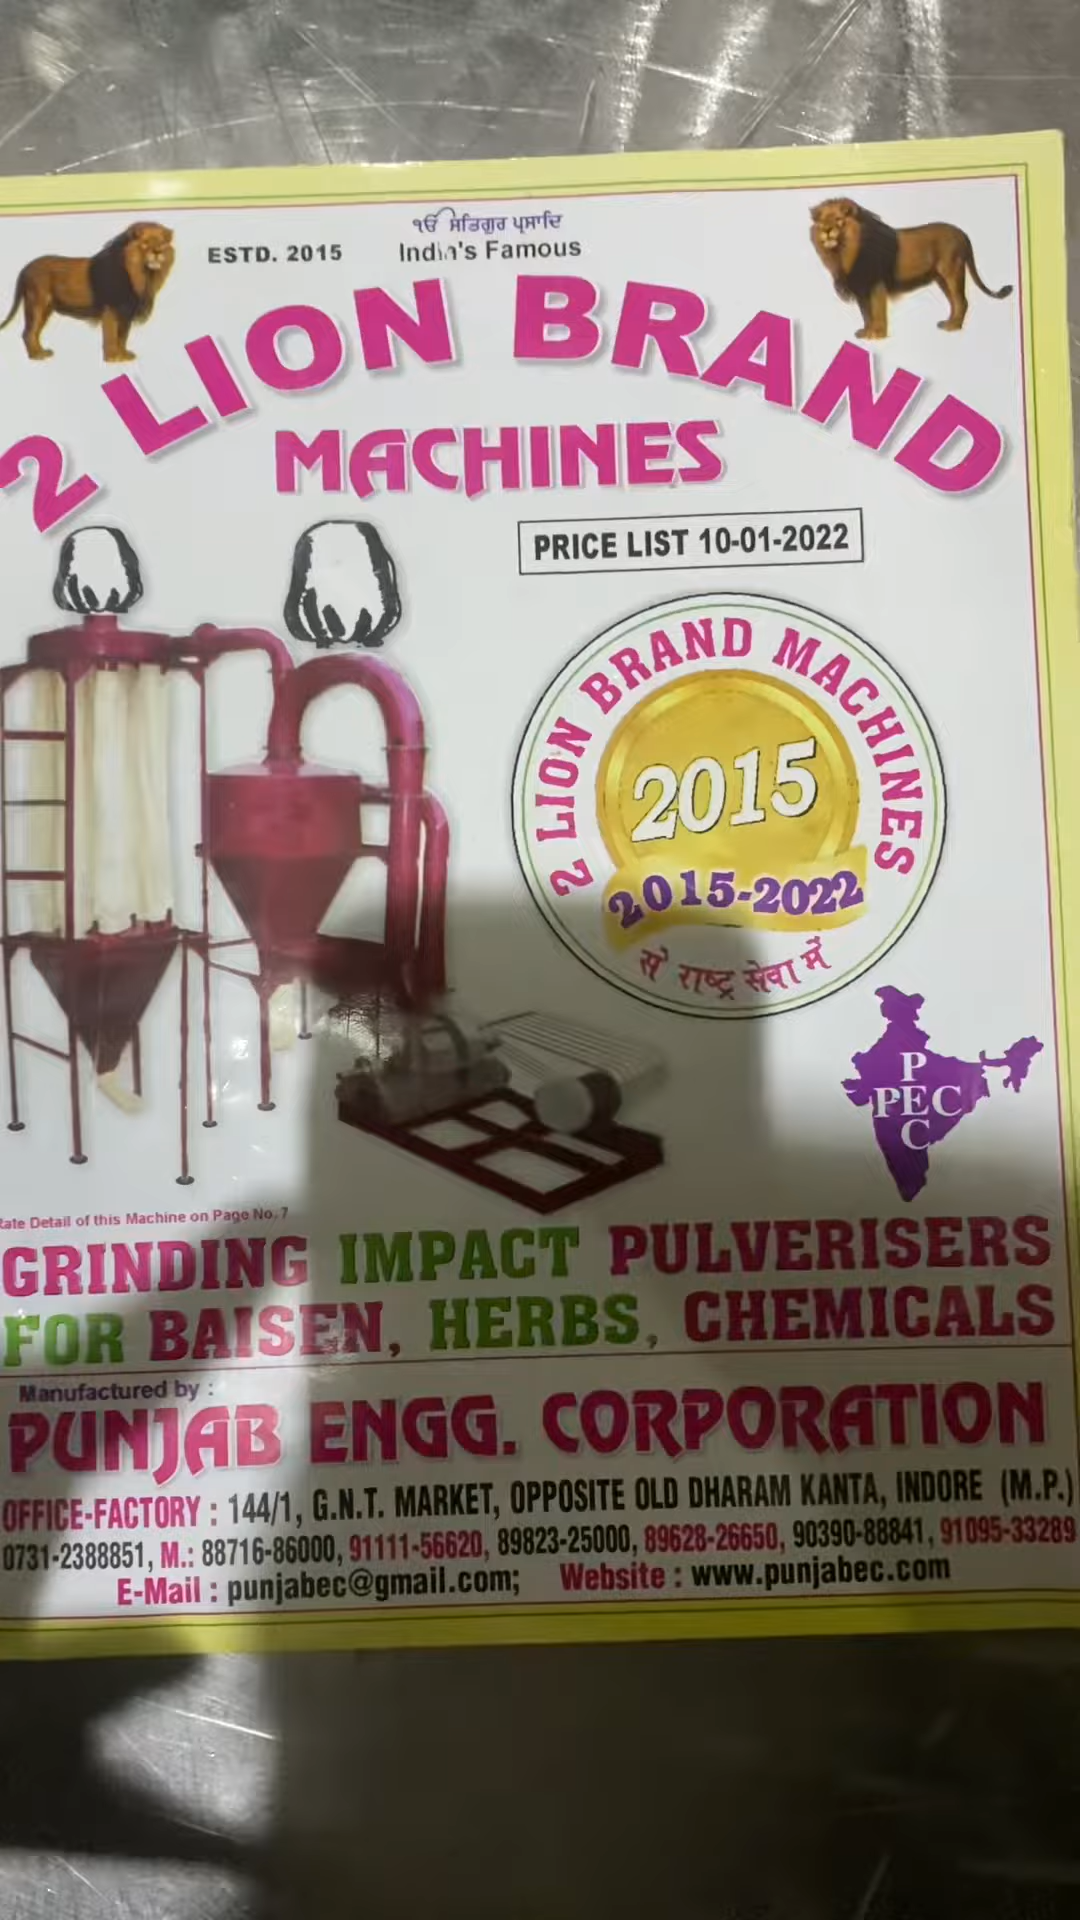 ੴ ਸਤਿਗੁਰ ਪ੍ਰਸਾਦਿ
ESTD. 2015
India's Famous
2 LION BRAND
MACHINES
PRICE LIST 10-01-2022
2 LION BRAND MACHINES
2015
2015-2022
से राष्ट्र सेवा में
P
PEC
C
Rate Detail of this Machine on Page No. 7
GRINDING IMPACT PULVERISERS
FOR BAISEN, HERBS, CHEMICALS
Manufactured by :
PUNJAB ENGG. CORPORATION
OFFICE-FACTORY : 144/1, G.N.T. MARKET, OPPOSITE OLD DHARAM KANTA, INDORE (M.P.)
0731-2388851, M.: 88716-86000, 91111-56620, 89823-25000, 89628-26650, 90390-88841, 91095-33289
E-Mail : punjabec@gmail.com; Website : www.punjabec.com